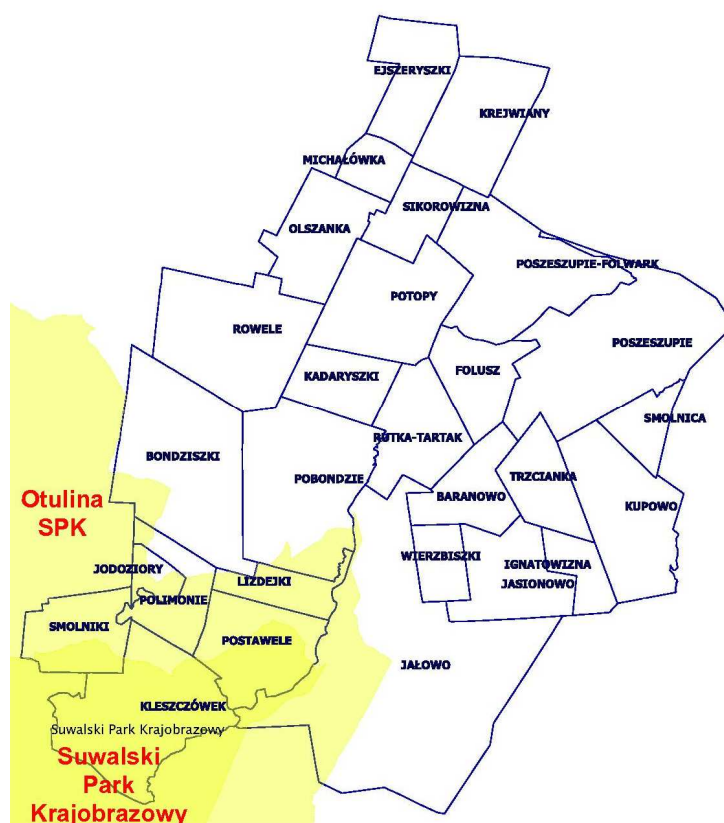 EJSZERYSZKI
KREJWIANY
MICHAŁÓWKA
SIKOROWIZNA
OLSZANKA
POSZESZUPIE-FOLWARK
POTOPY
ROWELE
POSZESZUPIE
FOLUSZ
KADARYSZKI
SMOLNICA
RUTKA-TARTAK
BONDZISZKI
POBONDZIE
TRZCIANKA
BARANOWO
KUPOWO
Otulina
SPK
WIERZBISZKI
IGNATOWIZNA
JODOZIORY
LIZDEJKI
JASIONOWO
POLIMONIE
SMOLNIKI
POSTAWELE
JAŁOWO
KLESZCZÓWEK
Suwalski Park Krajobrazowy
Suwalski
Park
Krajobrazowy